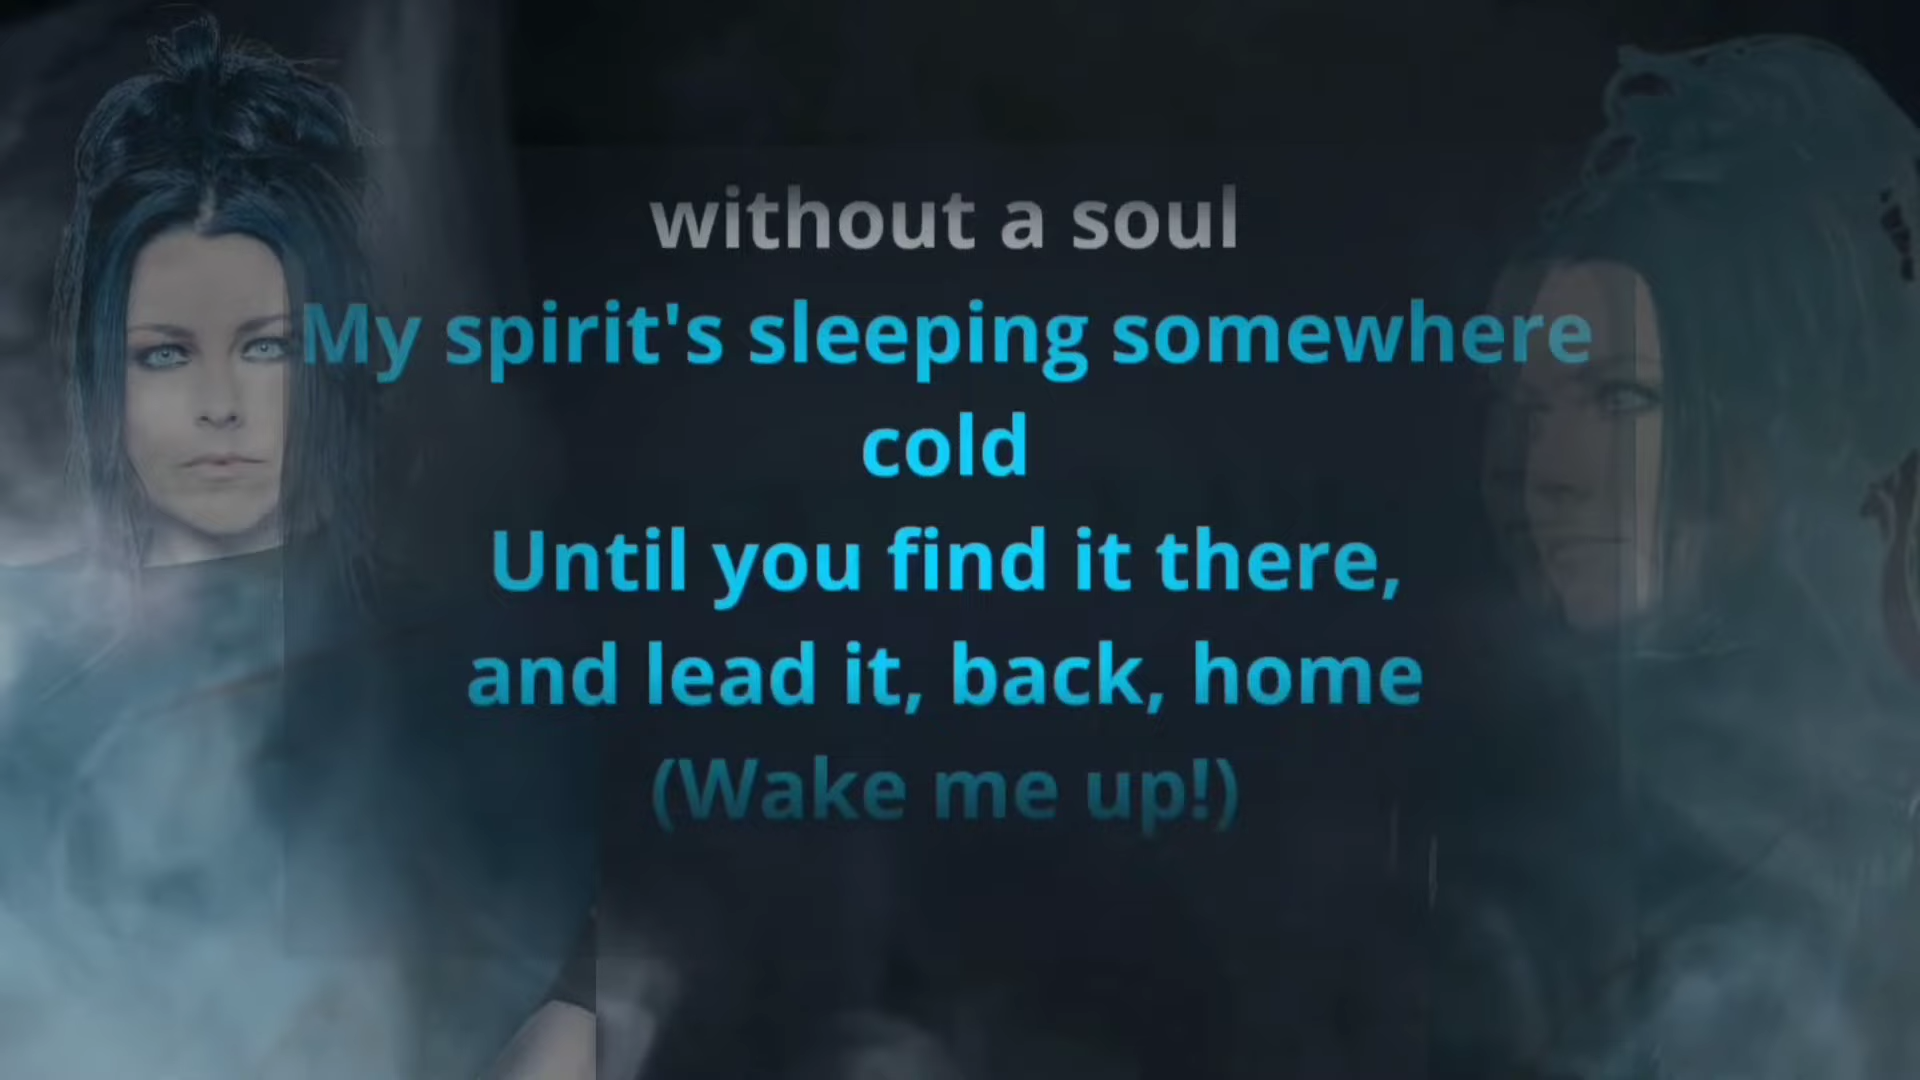 without a soul
My spirit's sleeping somewhere
cold
Until you find it there,
and lead it, back, home
(Wake me up!)